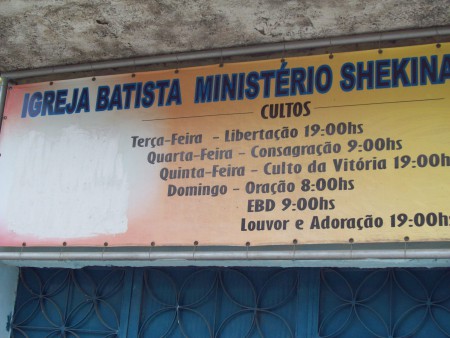 IGREJA BATISTA MINISTÉRIO SHEKINA
CULTOS
Terça-Feira - Libertação 19:00hs
Quarta-Feira - Consagração 9:00hs
Quinta-Feira - Culto da Vitória 19:00h
Domingo - Oração 8:00hs
EBD 9:00hs
Louvor e Adoração 19:00hs